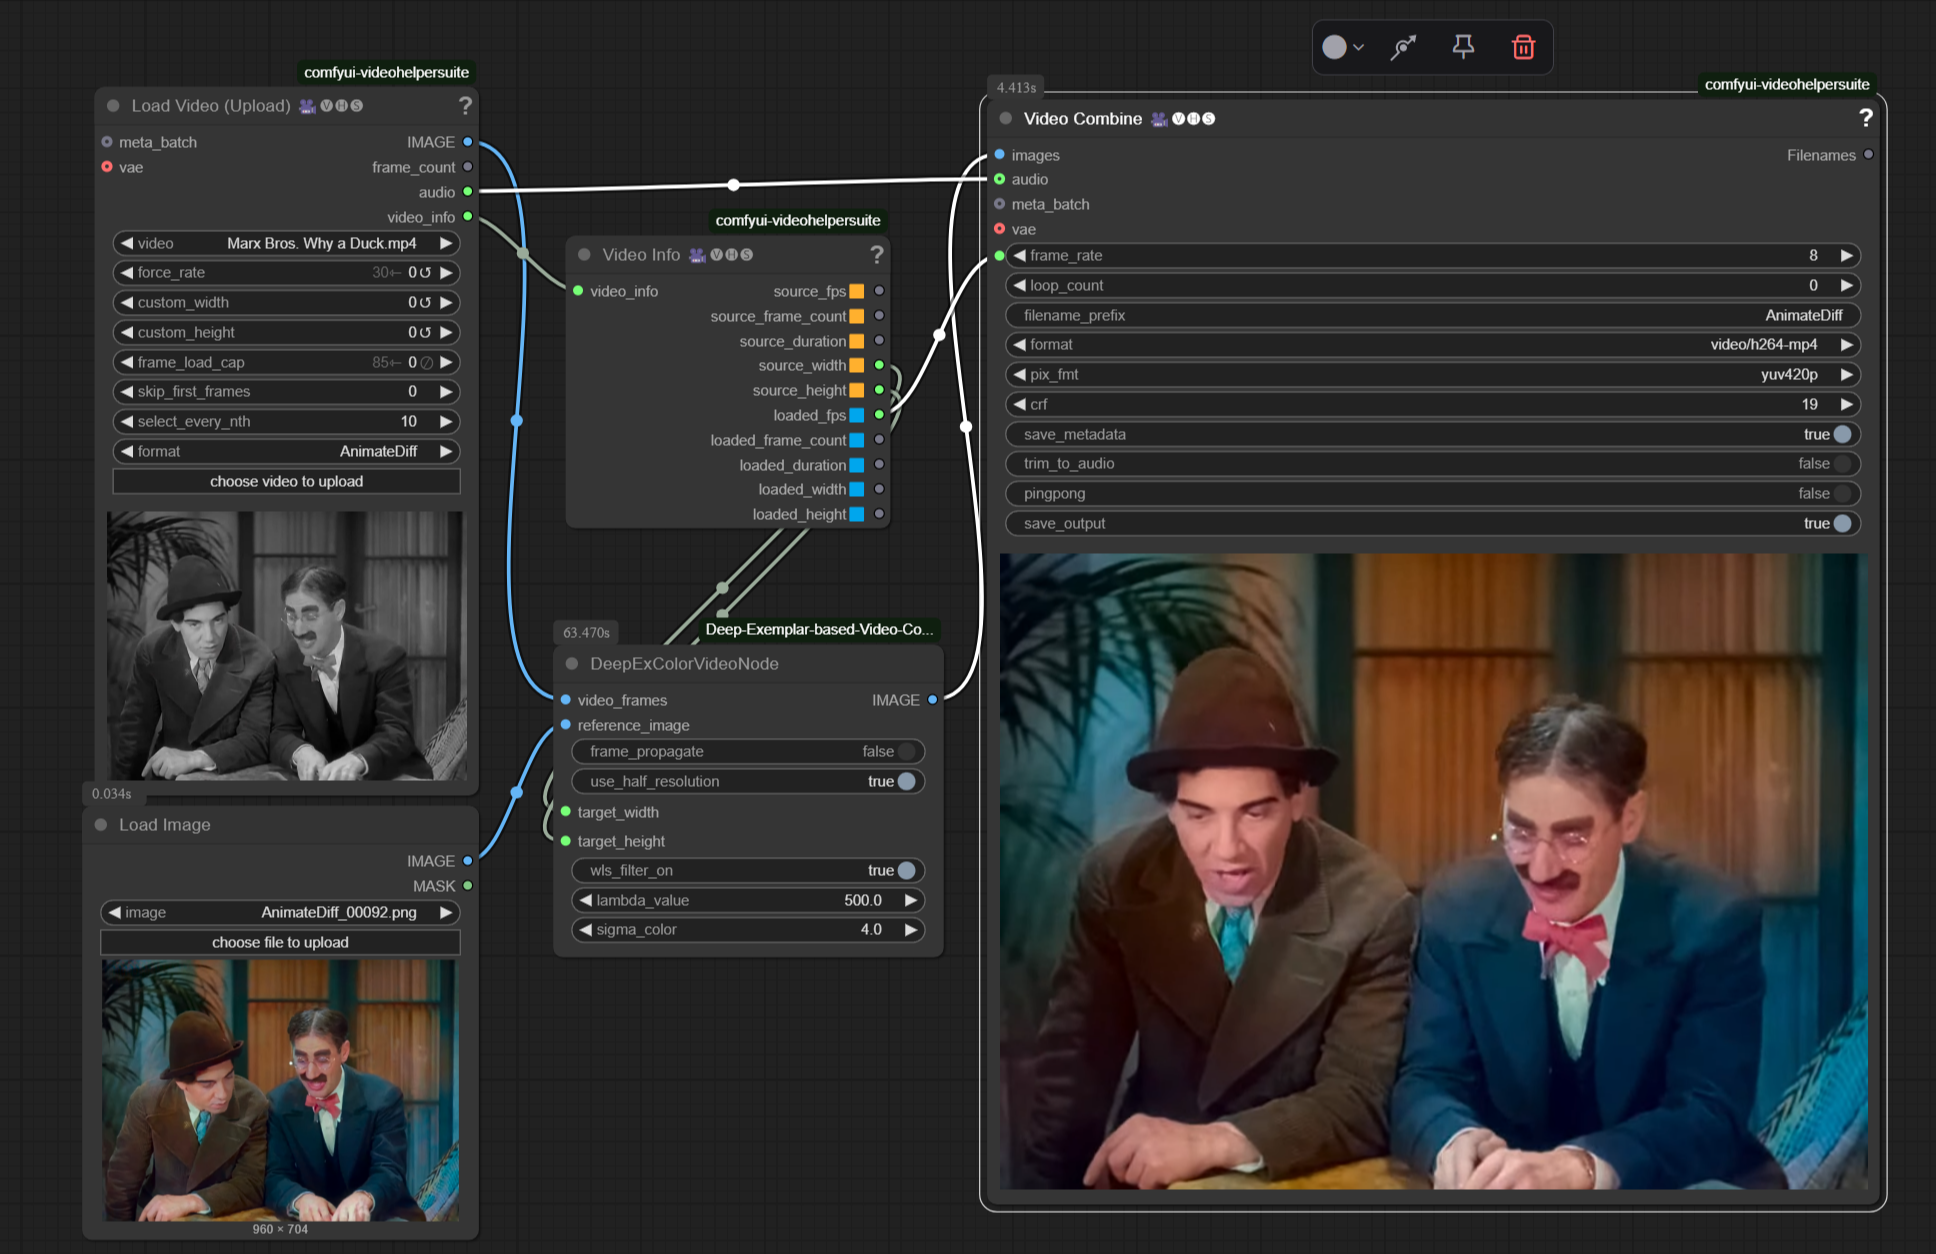 comfyui-videohelpersuite
Load Video (Upload) VHS ?
meta_batch IMAGE
vae frame_count
audio
video_info
video Marx Bros. Why a Duck.mp4
force_rate 30← 0↺
custom_width 0↺
custom_height 0↺
frame_load_cap 85← 0
skip_first_frames 0
select_every_nth 10
format AnimateDiff
choose video to upload
0.034s
Load Image
IMAGE
MASK
image AnimateDiff_00092.png
choose file to upload
960 × 704
comfyui-videohelpersuite
Video Info VHS ?
video_info source_fps
source_frame_count
source_duration
source_width
source_height
loaded_fps
loaded_frame_count
loaded_duration
loaded_width
loaded_height
63.470s
Deep-Exemplar-based-Video-Co...
DeepExColorVideoNode
video_frames IMAGE
reference_image
frame_propagate false
use_half_resolution true
target_width
target_height
wls_filter_on true
lambda_value 500.0
sigma_color 4.0
4.413s
comfyui-videohelpersuite
Video Combine VHS ?
images Filenames
audio
meta_batch
vae
frame_rate 8
loop_count 0
filename_prefix AnimateDiff
format video/h264-mp4
pix_fmt yuv420p
crf 19
save_metadata true
trim_to_audio false
pingpong false
save_output true